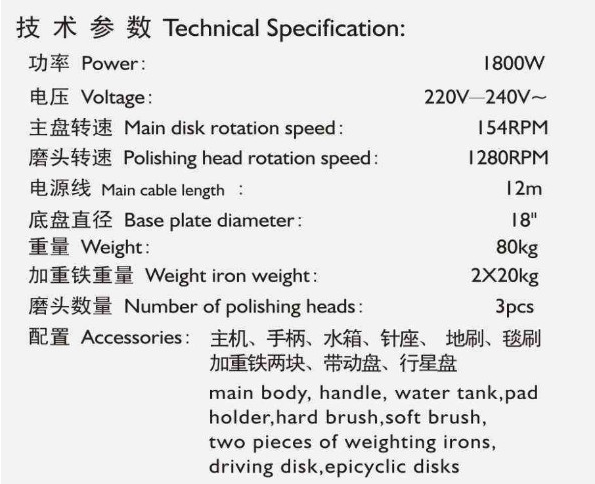 技术参数 Technical Specification:
功率 Power: 1800W
电压 Voltage: 220V—240V~
主盘转速 Main disk rotation speed: 154RPM
磨头转速 Polishing head rotation speed: 1280RPM
电源线 Main cable length : 12m
底盘直径 Base plate diameter: 18"
重量 Weight: 80kg
加重铁重量 Weight iron weight: 2X20kg
磨头数量 Number of polishing heads: 3pcs
配置 Accessories: 主机、手柄、水箱、针座、 地刷、毯刷
加重铁两块、带动盘、行星盘
main body, handle, water tank,pad
holder,hard brush,soft brush,
two pieces of weighting irons,
driving disk,epicyclic disks